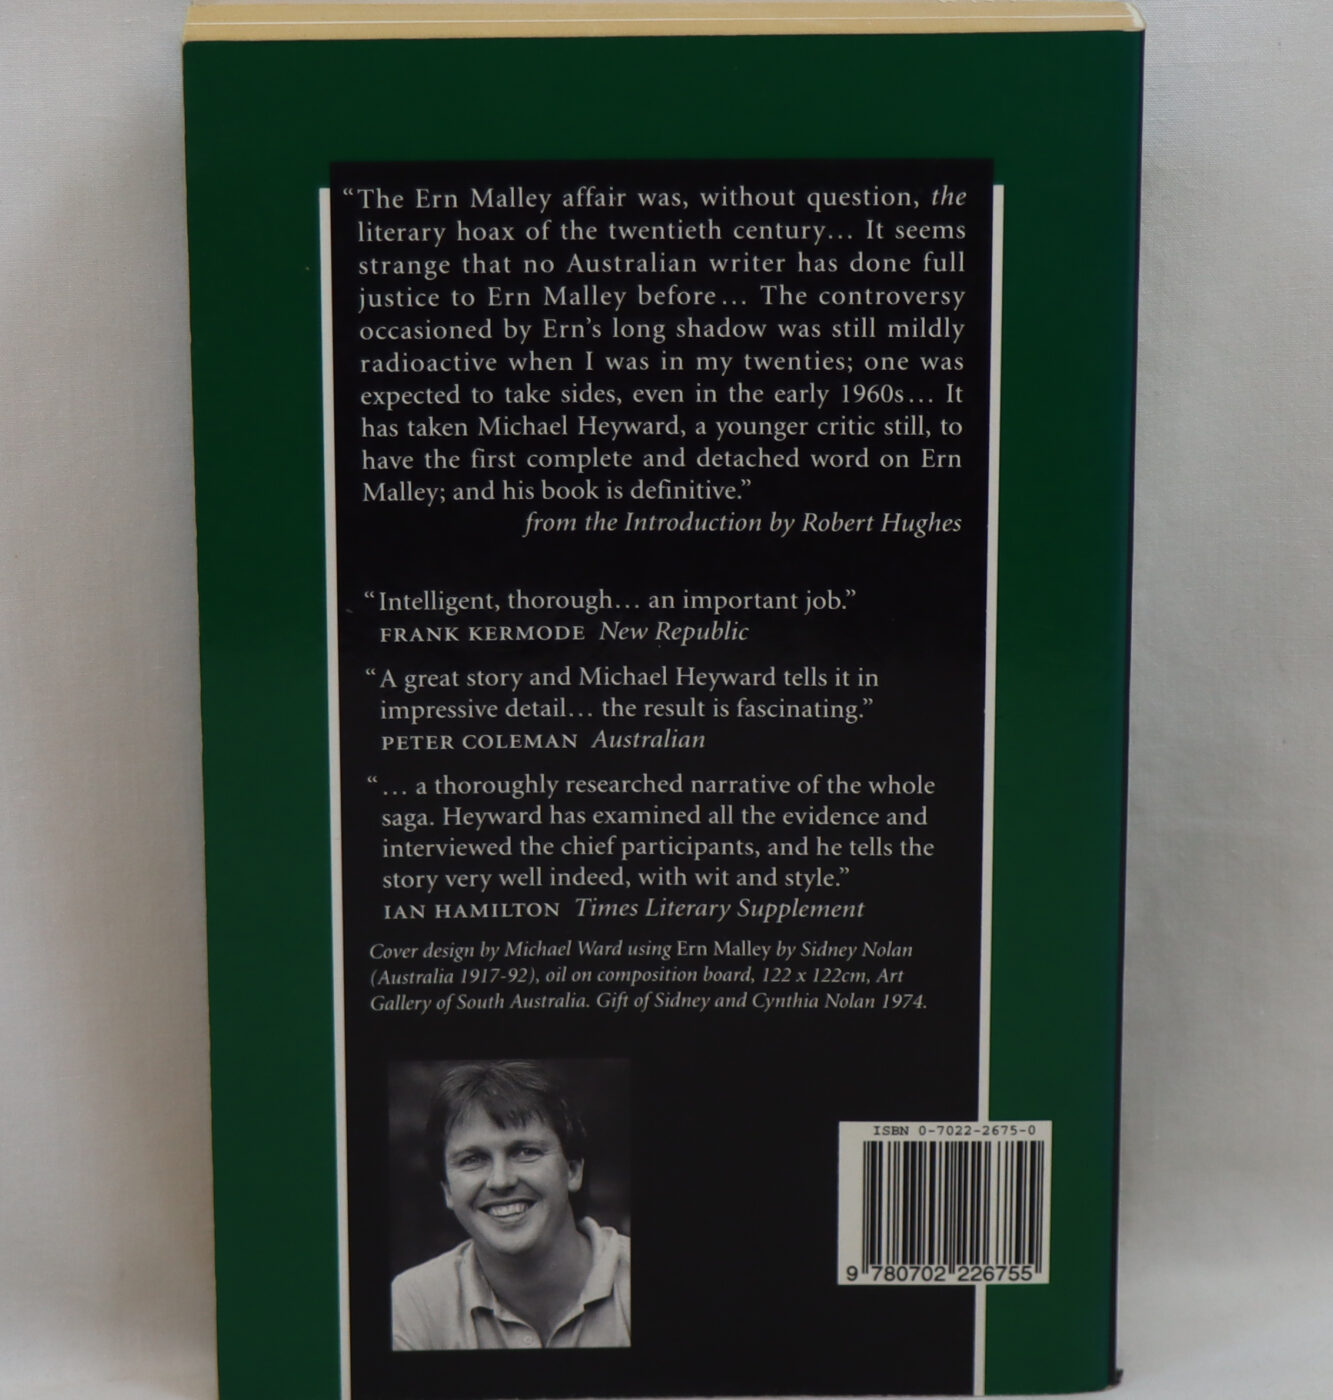 “The Ern Malley affair was, without question, the
literary hoax of the twentieth century... It seems
strange that no Australian writer has done full
justice to Ern Malley before... The controversy
occasioned by Ern’s long shadow was still mildly
radioactive when I was in my twenties; one was
expected to take sides, even in the early 1960s... It
has taken Michael Heyward, a younger critic still, to
have the first complete and detached word on Ern
Malley; and his book is definitive.”
from the Introduction by Robert Hughes
“Intelligent, thorough... an important job.”
FRANK KERMODE New Republic
“A great story and Michael Heyward tells it in
impressive detail... the result is fascinating.”
PETER COLEMAN Australian
“... a thoroughly researched narrative of the whole
saga. Heyward has examined all the evidence and
interviewed the chief participants, and he tells the
story very well indeed, with wit and style.”
IAN HAMILTON Times Literary Supplement
Cover design by Michael Ward using Ern Malley by Sidney Nolan
(Australia 1917-92), oil on composition board, 122 x 122cm, Art
Gallery of South Australia. Gift of Sidney and Cynthia Nolan 1974.
ISBN 0-7022-2675-0
9 780702 226755